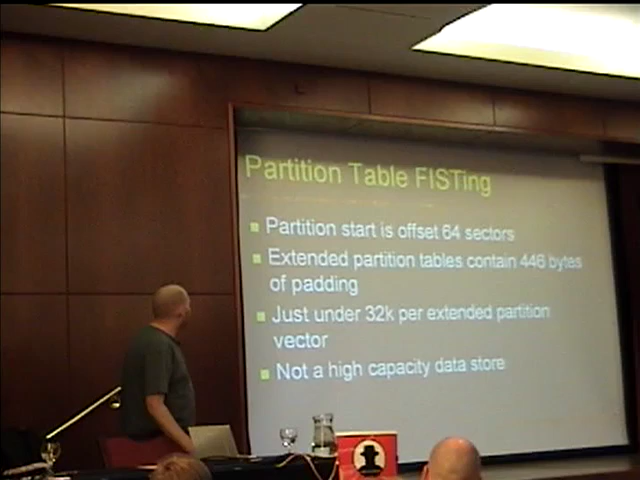 Partition Table FISTing
Partition start is offset 64 sectors
Extended partition tables contain 446 bytes
of padding
Just under 32k per extended partition
vector
Not a high capacity data store